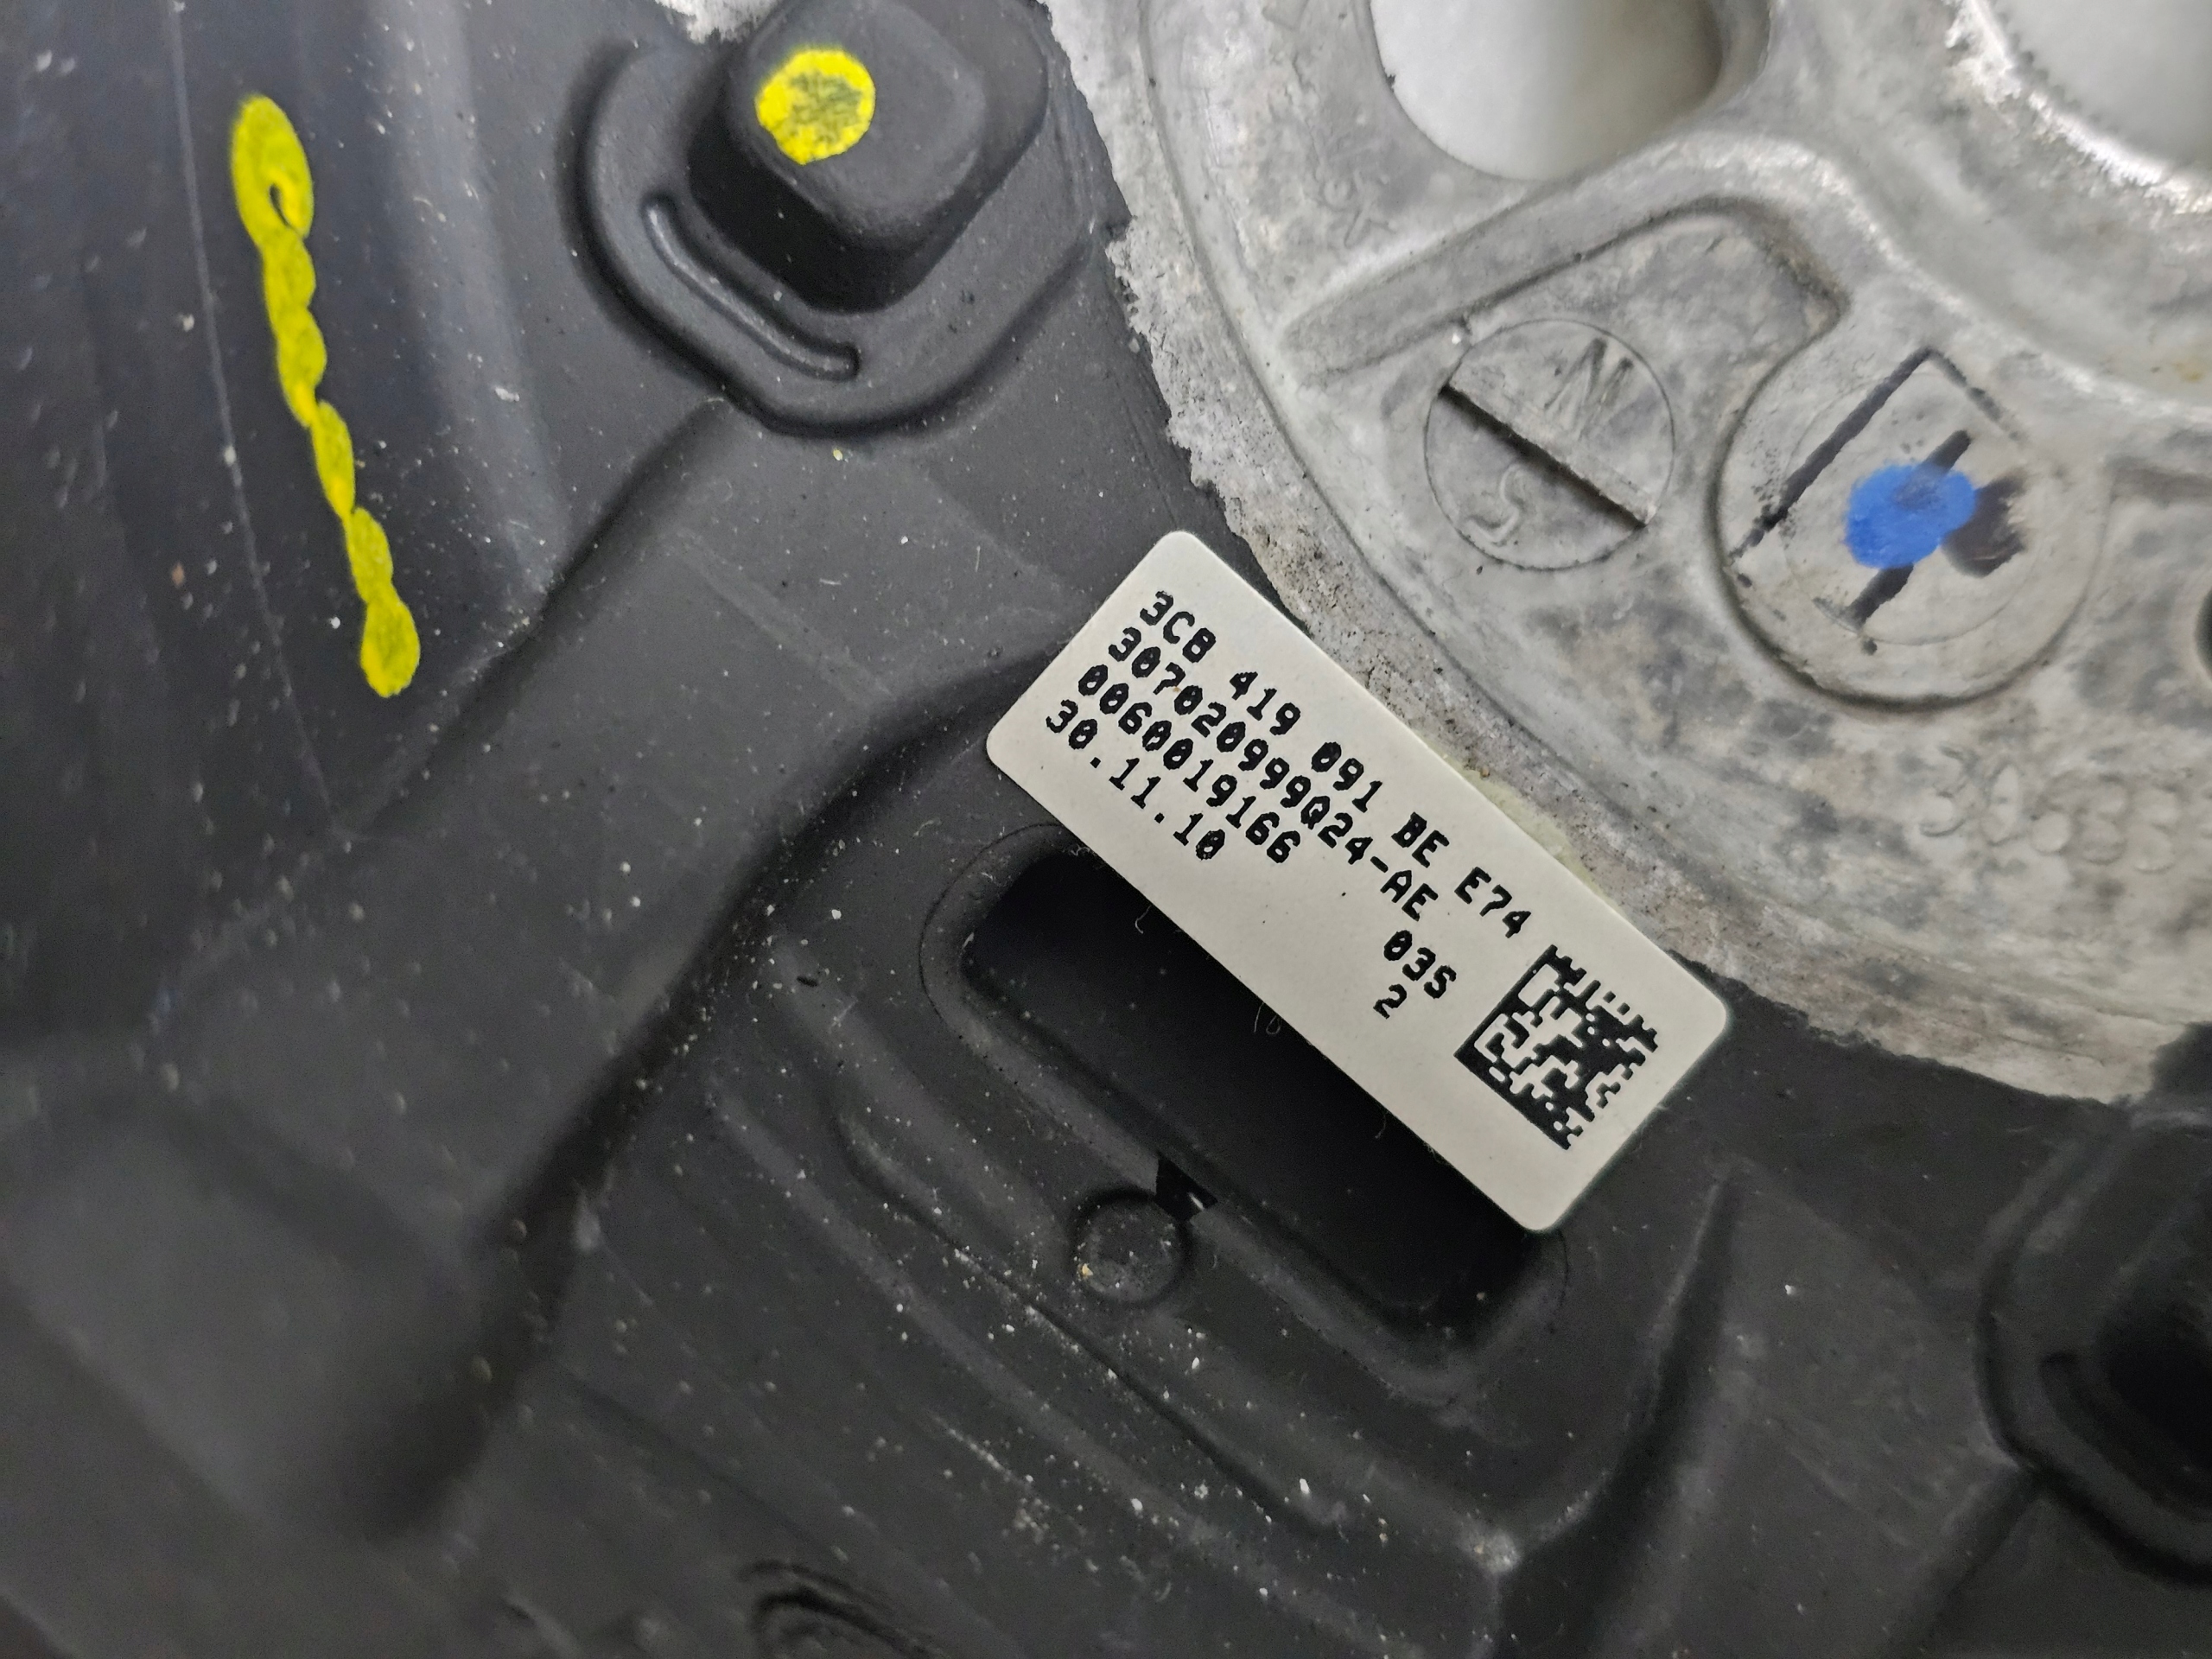 3C8 419 091 BE E74
307020999Q24-AE
0060019166 03S
30.11.10 2
N
S